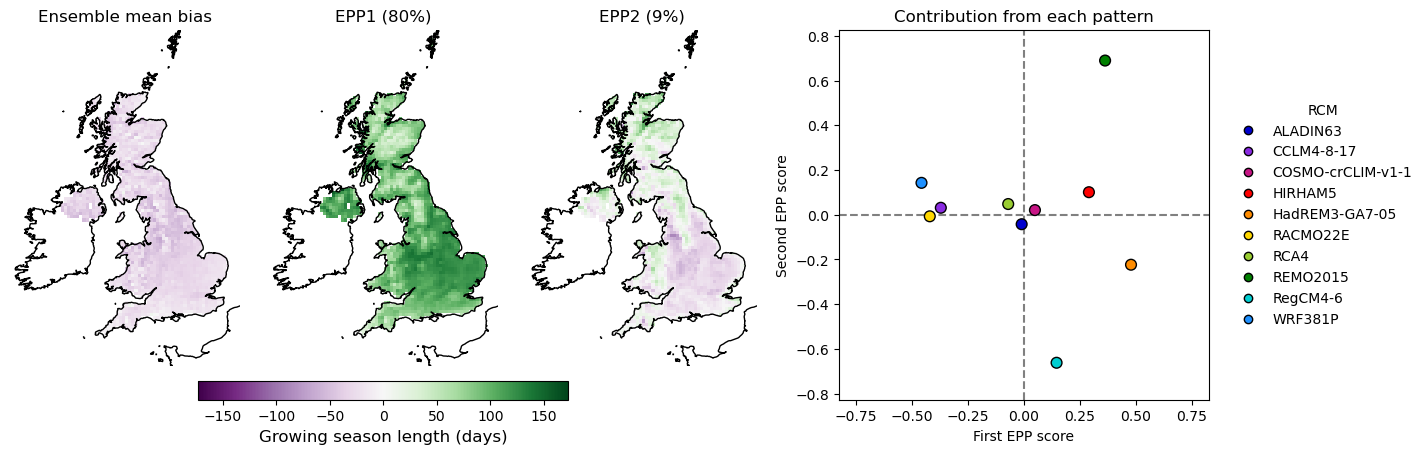 Ensemble mean bias
EPP1 (80%)
EPP2 (9%)
−150 −100 −50 0 50 100 150
Growing season length (days)
Contribution from each pattern
Second EPP score
0.8
0.6
0.4
0.2
0.0
−0.2
−0.4
−0.6
−0.8
−0.75 −0.50 −0.25 0.00 0.25 0.50 0.75
First EPP score
RCM
ALADIN63
CCLM4-8-17
COSMO-crCLIM-v1-1
HIRHAM5
HadREM3-GA7-05
RACMO22E
RCA4
REMO2015
RegCM4-6
WRF381P